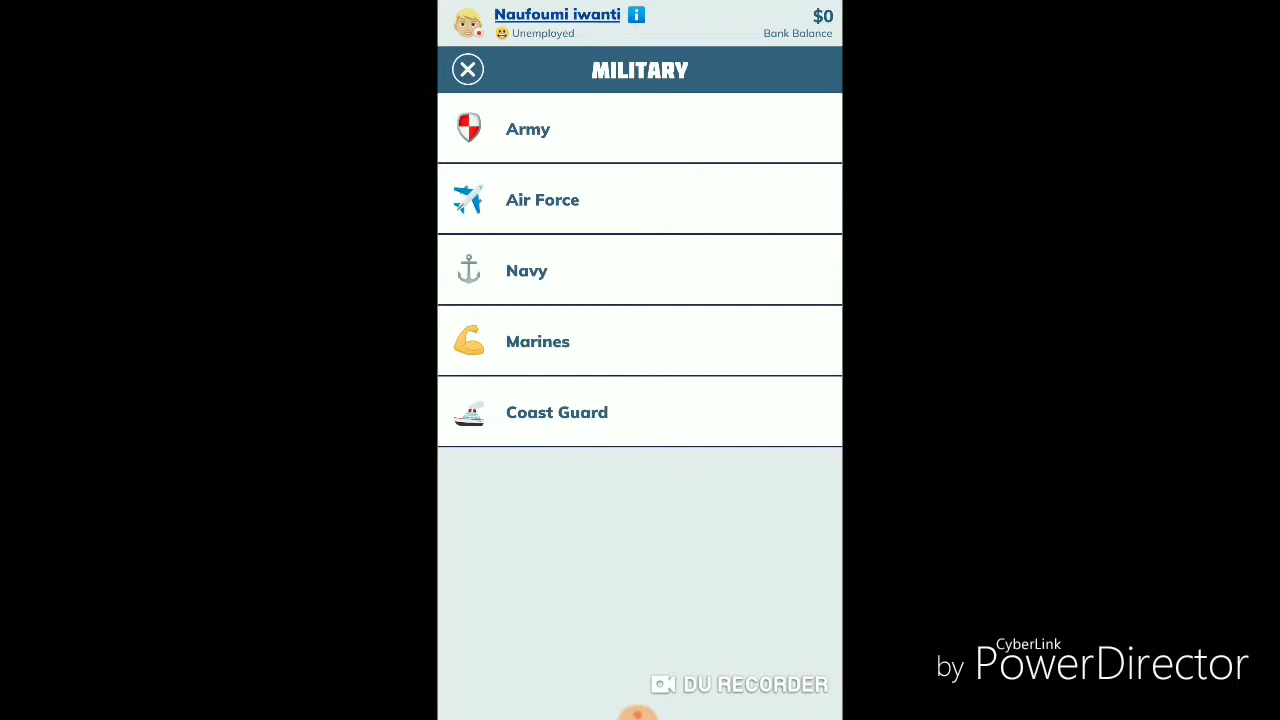 Naufoumi iwanti
$0
Unemployed
Bank Balance
MILITARY
Army
Air Force
Navy
Marines
Coast Guard
DU RECORDER
CyberLink
by PowerDirector